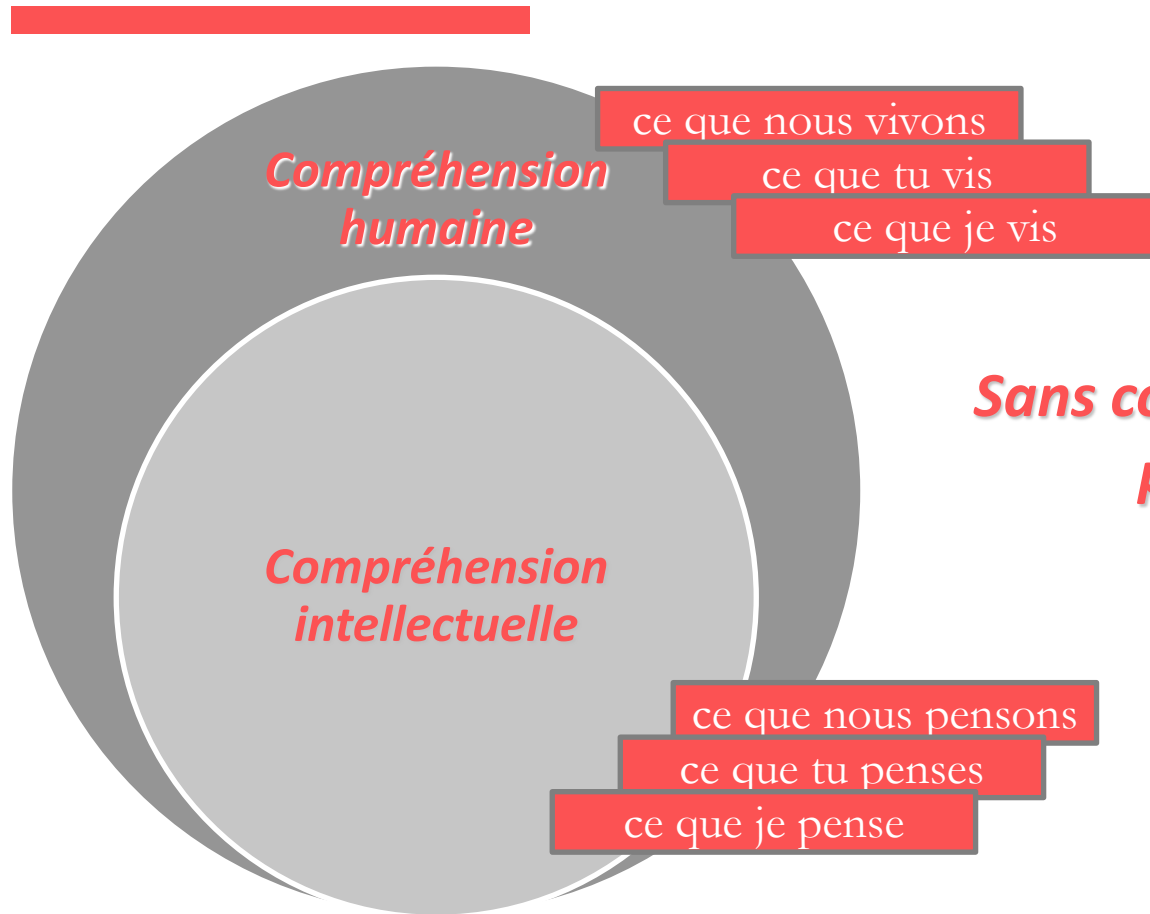 ce que nous vivons
ce que tu vis
ce que je vis
Compréhension
humaine
Sans
Compréhension
intellectuelle
ce que nous pensons
ce que tu penses
ce que je pense